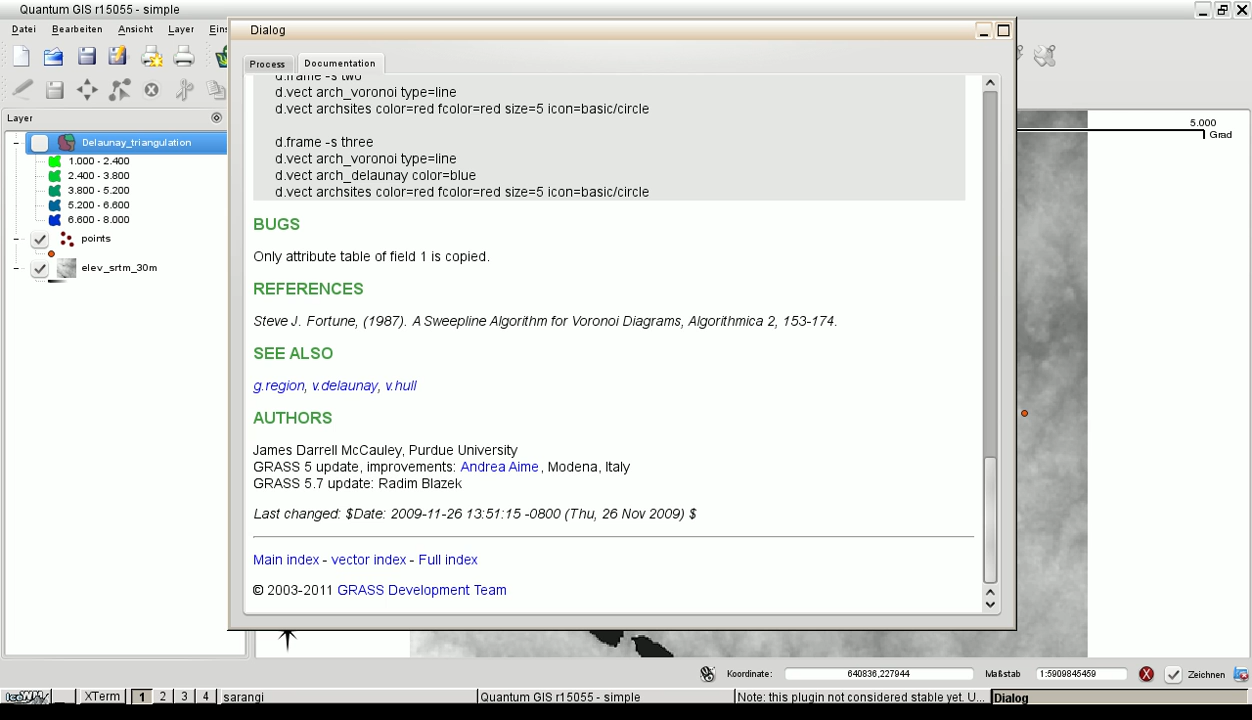 Quantum GIS r15055 - simple
Datei Bearbeiten Ansicht Layer Ein
Dialog
Process Documentation
Layer
Delaunay_triangulation
1.000 - 2.400
2.400 - 3.800
3.800 - 5.200
5.200 - 6.600
6.600 - 8.000
points
elev_srtm_30m
d.frame -s two
d.vect arch_voronoi type=line
d.vect archsites color=red fcolor=red size=5 icon=basic/circle
d.frame -s three
d.vect arch_voronoi type=line
d.vect arch_delaunay color=blue
d.vect archsites color=red fcolor=red size=5 icon=basic/circle
BUGS
Only attribute table of field 1 is copied.
REFERENCES
Steve J. Fortune, (1987). A Sweepline Algorithm for Voronoi Diagrams, Algorithmica 2, 153-174.
SEE ALSO
g.region, v.delaunay, v.hull
AUTHORS
James Darrell McCauley, Purdue University
GRASS 5 update, improvements: Andrea Aime, Modena, Italy
GRASS 5.7 update: Radim Blazek
Last changed: $Date: 2009-11-26 13:51:15 -0800 (Thu, 26 Nov 2009) $
Main index - vector index - Full index
© 2003-2011 GRASS Development Team
5.000
Grad
Koordinate: 640836,227944 Maßstab 1:5909845459 Zeichnen
XTerm 1 2 3 4 sarangi Quantum GIS r15055 - simple Note: this plugin not considered stable yet. U... Dialog